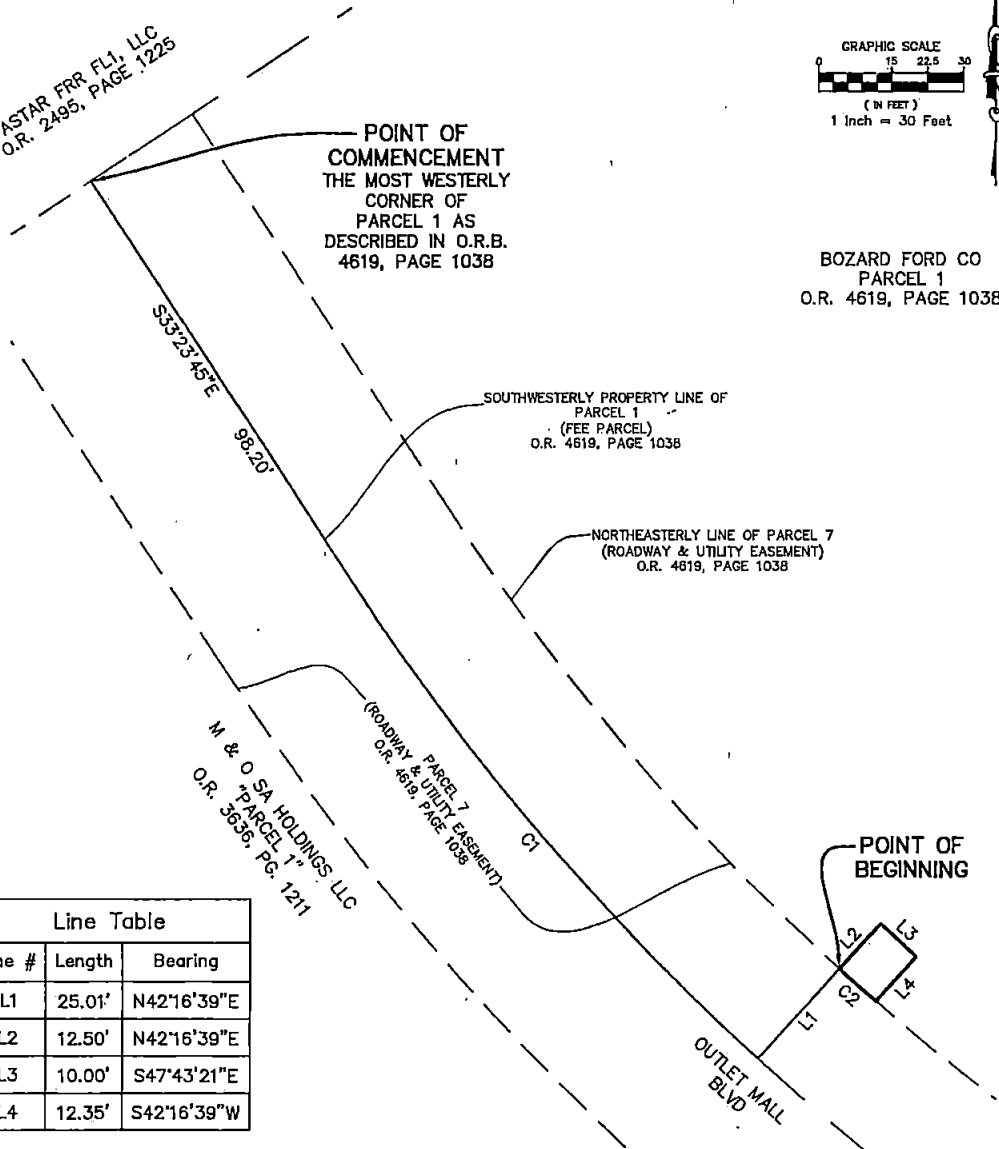 ASTAR FRR FL1, LLC
O.R. 2495, PAGE 1225
GRAPHIC SCALE
0 15 22.5 30
( IN FEET )
1 inch = 30 Feet
POINT OF
COMMENCEMENT
THE MOST WESTERLY
CORNER OF
PARCEL 1 AS
DESCRIBED IN O.R.B.
4619, PAGE 1038
BOZARD FORD CO
PARCEL 1
O.R. 4619, PAGE 1038
S33°23'45"E
98.20'
SOUTHWESTERLY PROPERTY LINE OF
PARCEL 1
(FEE PARCEL)
O.R. 4619, PAGE 1038
NORTHEASTERLY LINE OF PARCEL 7
(ROADWAY & UTILITY EASEMENT)
O.R. 4619, PAGE 1038
PARCEL 7
(ROADWAY & UTILITY EASEMENT)
O.R. 4619, PAGE 1038
M & O SA HOLDINGS LLC
"PARCEL 1"
O.R. 3636, PG. 1211
C1
POINT OF
BEGINNING
L2
L3
C2
L4
L1
OUTLET MALL
BLVD
Line Table
ne # Length Bearing
L1 25.01' N42°16'39"E
L2 12.50' N42°16'39"E
L3 10.00' S47°43'21"E
L4 12.35' S42°16'39"W